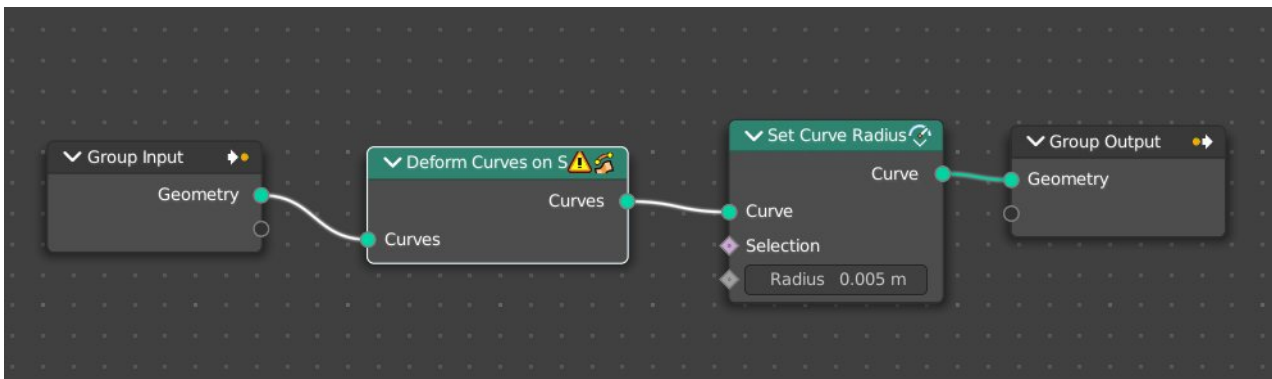 Group Input
Geometry
Deform Curves on S
Curves
Curves
Set Curve Radius
Curve
Curve
Selection
Radius 0.005 m
Group Output
Geometry